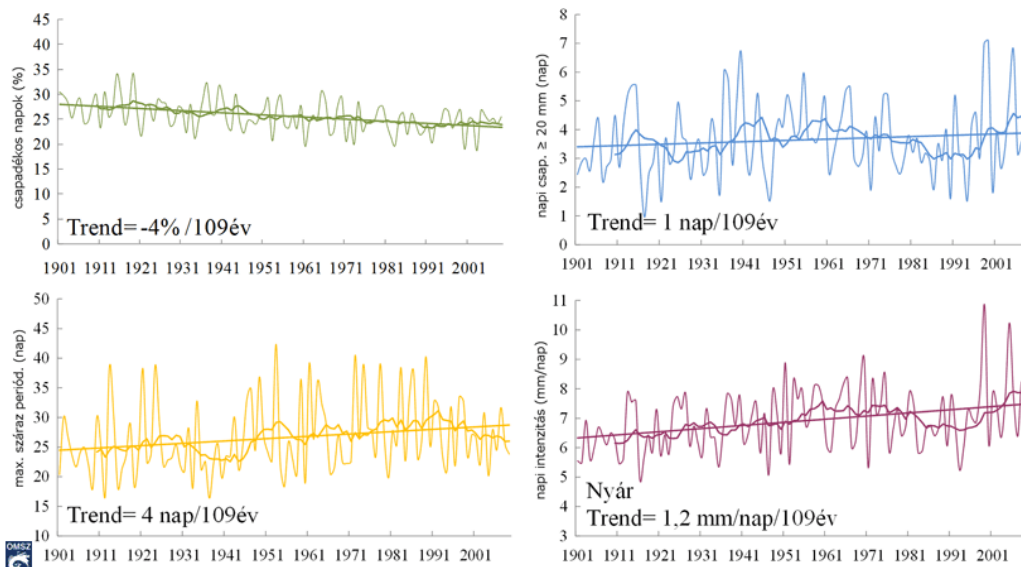 csapadékos napok (%)
45
40
35
30
25
20
15
10
5
0
Trend= -4% /109év
1901 1911 1921 1931 1941 1951 1961 1971 1981 1991 2001
napi csap. ≥ 20 mm (nap)
8
7
6
5
4
3
2
1
0
Trend= 1 nap/109év
1901 1911 1921 1931 1941 1951 1961 1971 1981 1991 2001
max. száraz periód. (nap)
50
45
40
35
30
25
20
15
10
Trend= 4 nap/109év
1901 1911 1921 1931 1941 1951 1961 1971 1981 1991 2001
napi intenzitás (mm/nap)
11
10
9
8
7
6
5
4
3
Nyár
Trend= 1,2 mm/nap/109év
1901 1911 1921 1931 1941 1951 1961 1971 1981 1991 2001
OMSZ